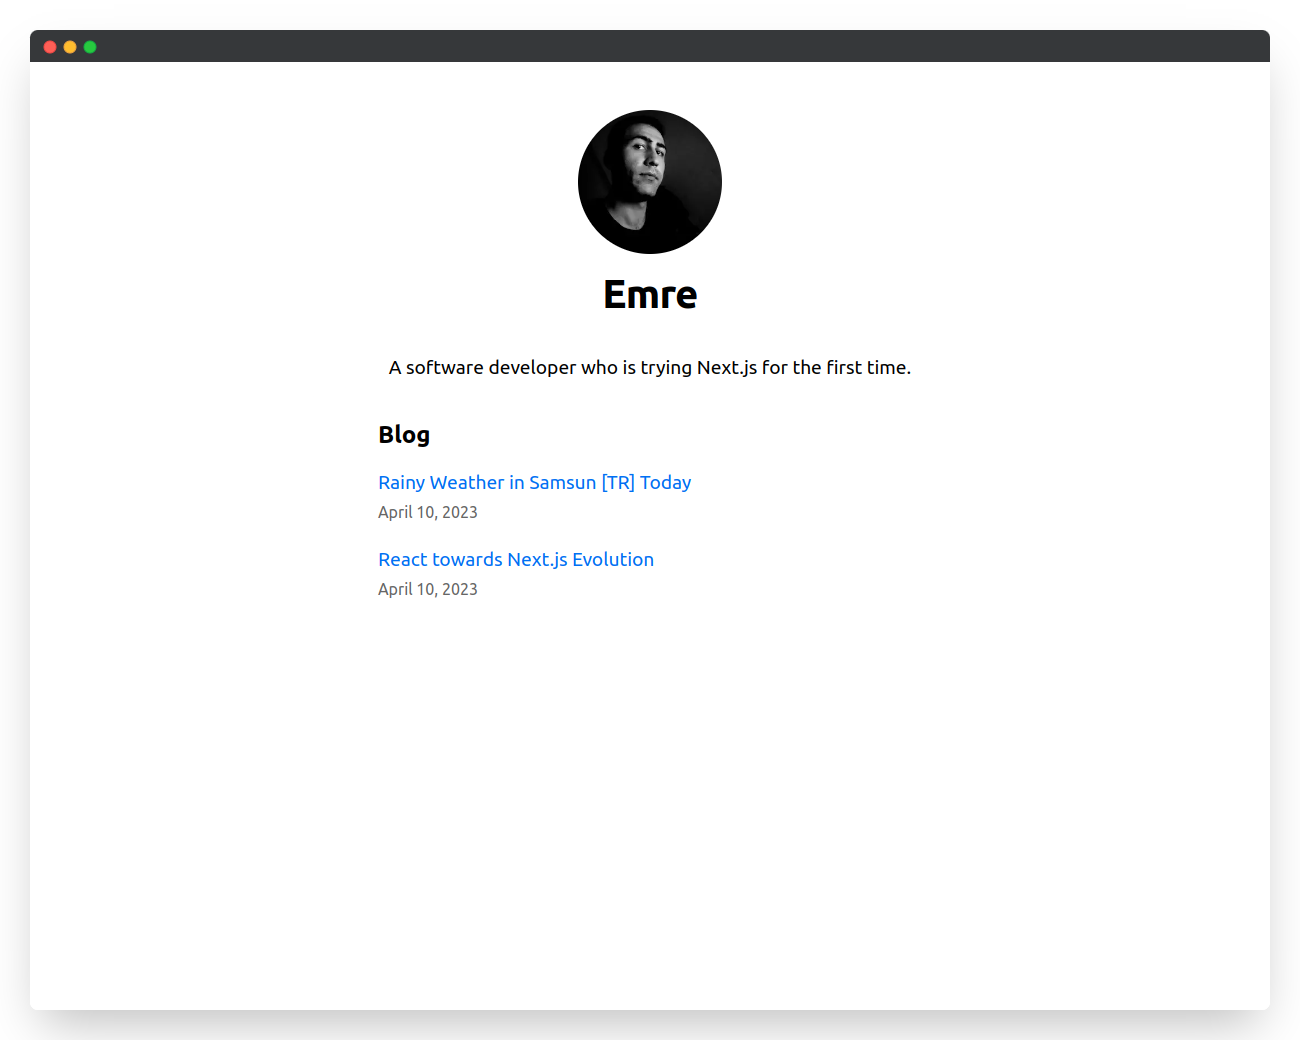 Emre
A software developer who is trying Next.js for the first time.
Blog
Rainy Weather in Samsun [TR] Today
April 10, 2023
React towards Next.js Evolution
April 10, 2023